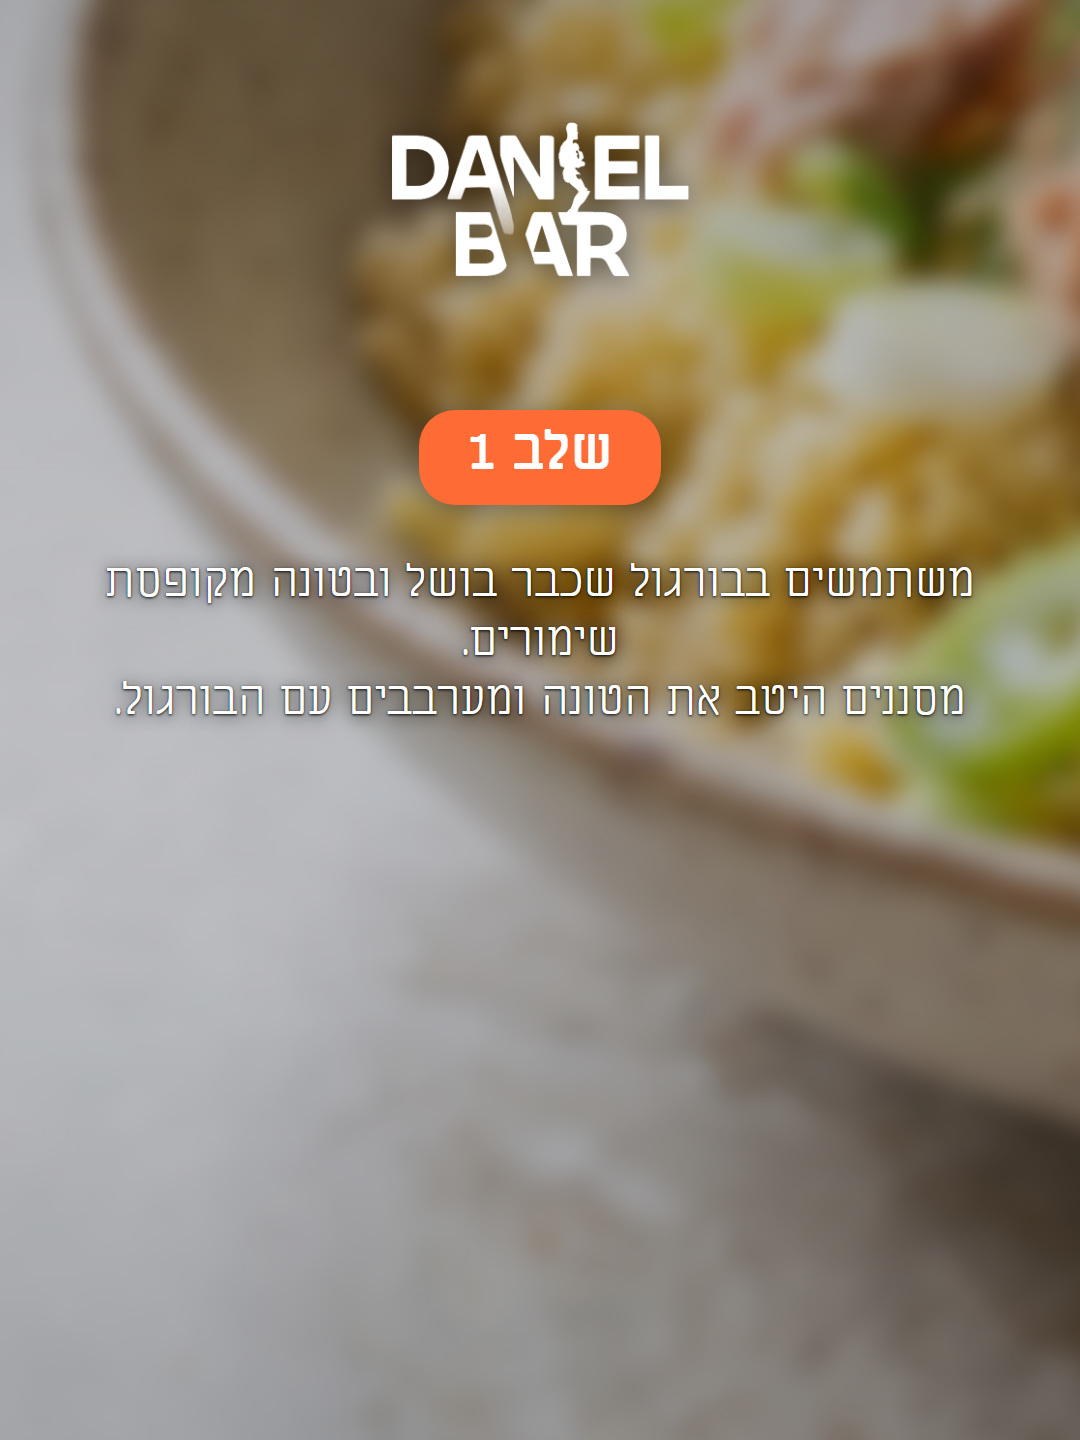 DANIEL
BAR
שלב 1
משתמשים בבורגול שכבר בושל ובטונה מקופסת
שימורים.
מסננים היטב את הטונה ומערבבים עם הבורגול.